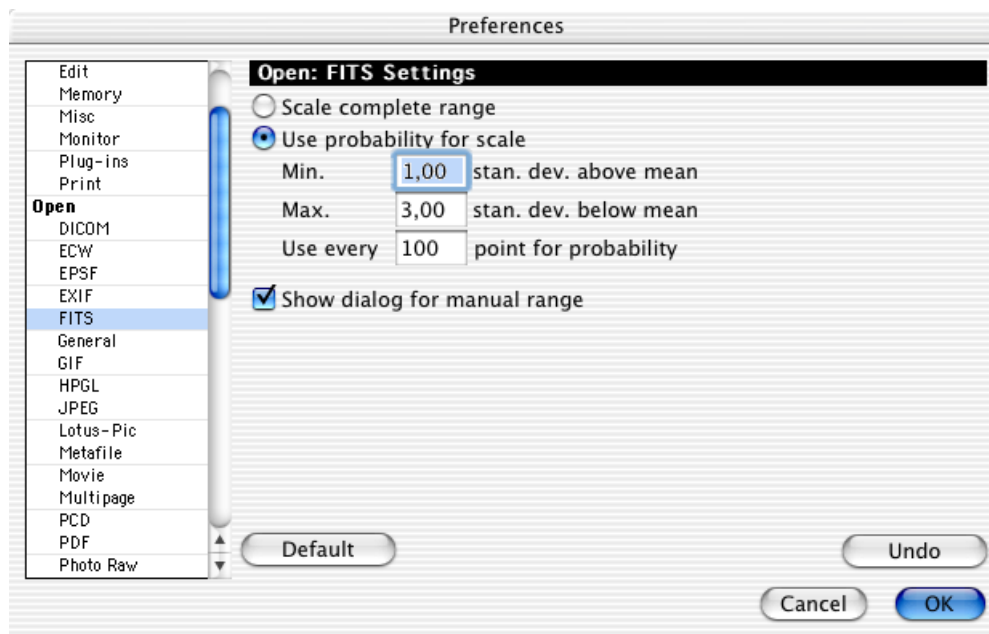 Preferences
Edit
Memory
Misc
Monitor
Plug-ins
Print
Open
DICOM
ECW
EPSF
EXIF
FITS
General
GIF
HPGL
JPEG
Lotus-Pic
Metafile
Movie
Multipage
PCD
PDF
Photo Raw
Open: FITS Settings
Scale complete range
Use probability for scale
Min. 1,00 stan. dev. above mean
Max. 3,00 stan. dev. below mean
Use every 100 point for probability
Show dialog for manual range
Default
Undo
Cancel
OK